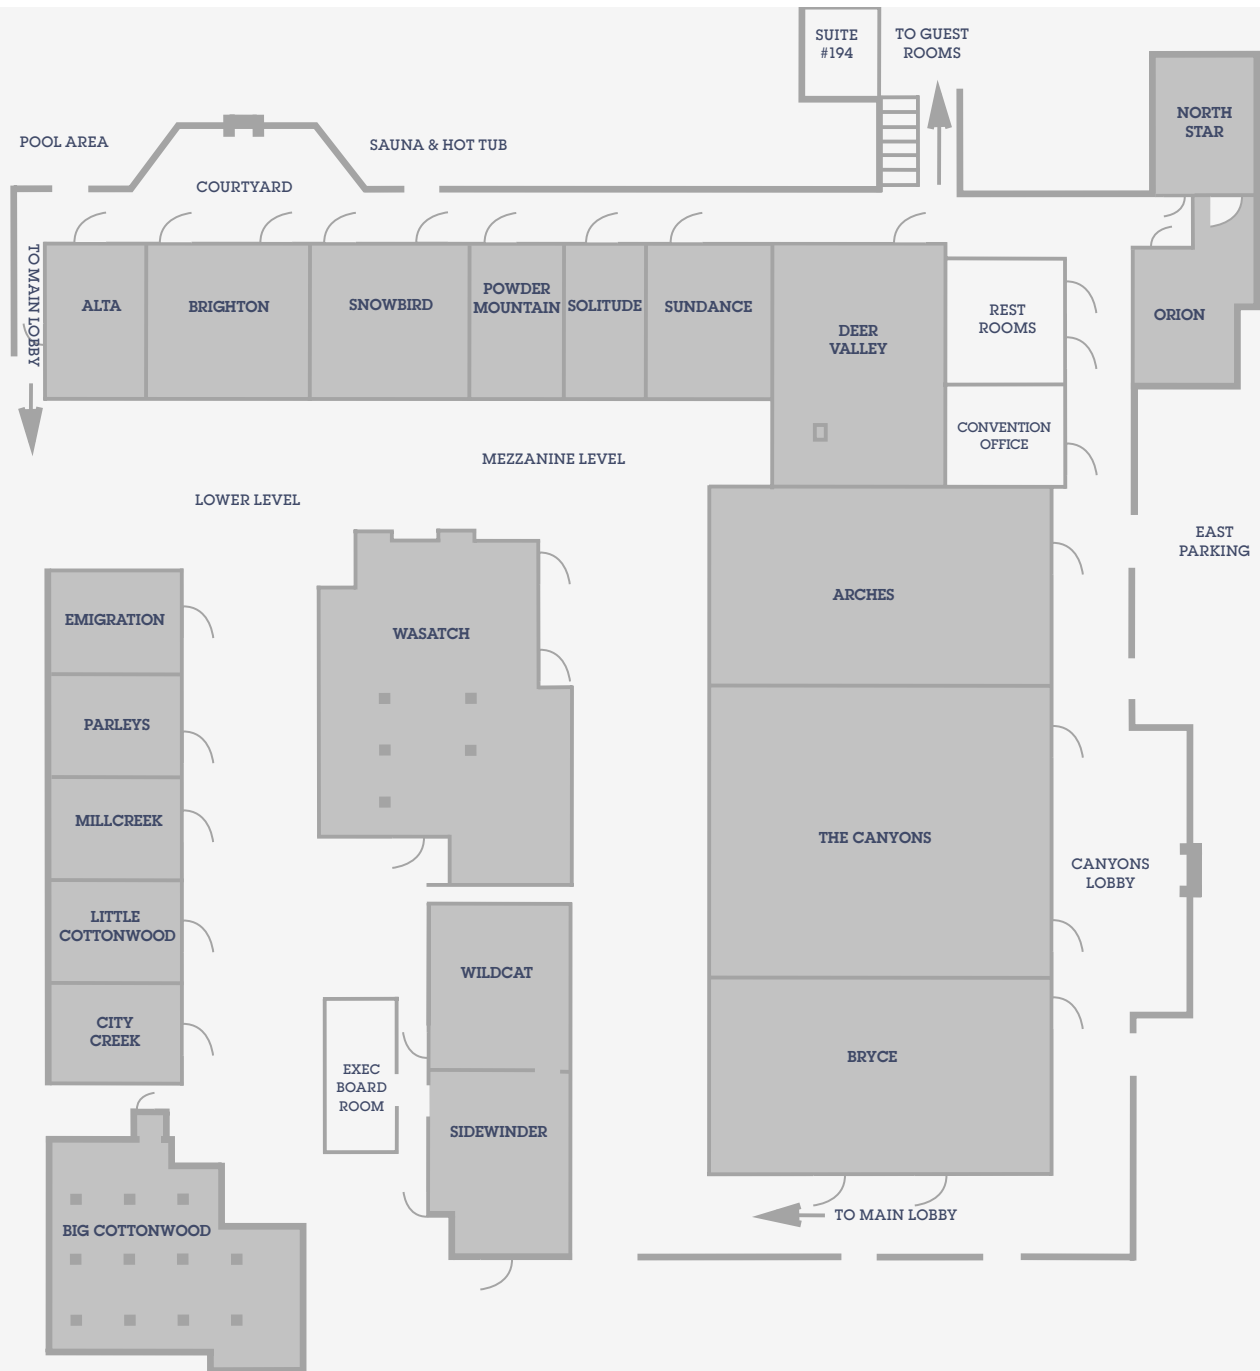 SUITE
#194
TO GUEST
ROOMS
NORTH
STAR
POOL AREA
SAUNA & HOT TUB
COURTYARD
TO MAIN LOBBY
ALTA
BRIGHTON
SNOWBIRD
POWDER
MOUNTAIN
SOLITUDE
SUNDANCE
DEER
VALLEY
REST
ROOMS
ORION
CONVENTION
OFFICE
MEZZANINE LEVEL
LOWER LEVEL
EAST
PARKING
EMIGRATION
WASATCH
ARCHES
PARLEYS
MILLCREEK
THE CANYONS
CANYONS
LOBBY
LITTLE
COTTONWOOD
WILDCAT
CITY
CREEK
EXEC
BOARD
ROOM
BRYCE
SIDEWINDER
BIG COTTONWOOD
TO MAIN LOBBY